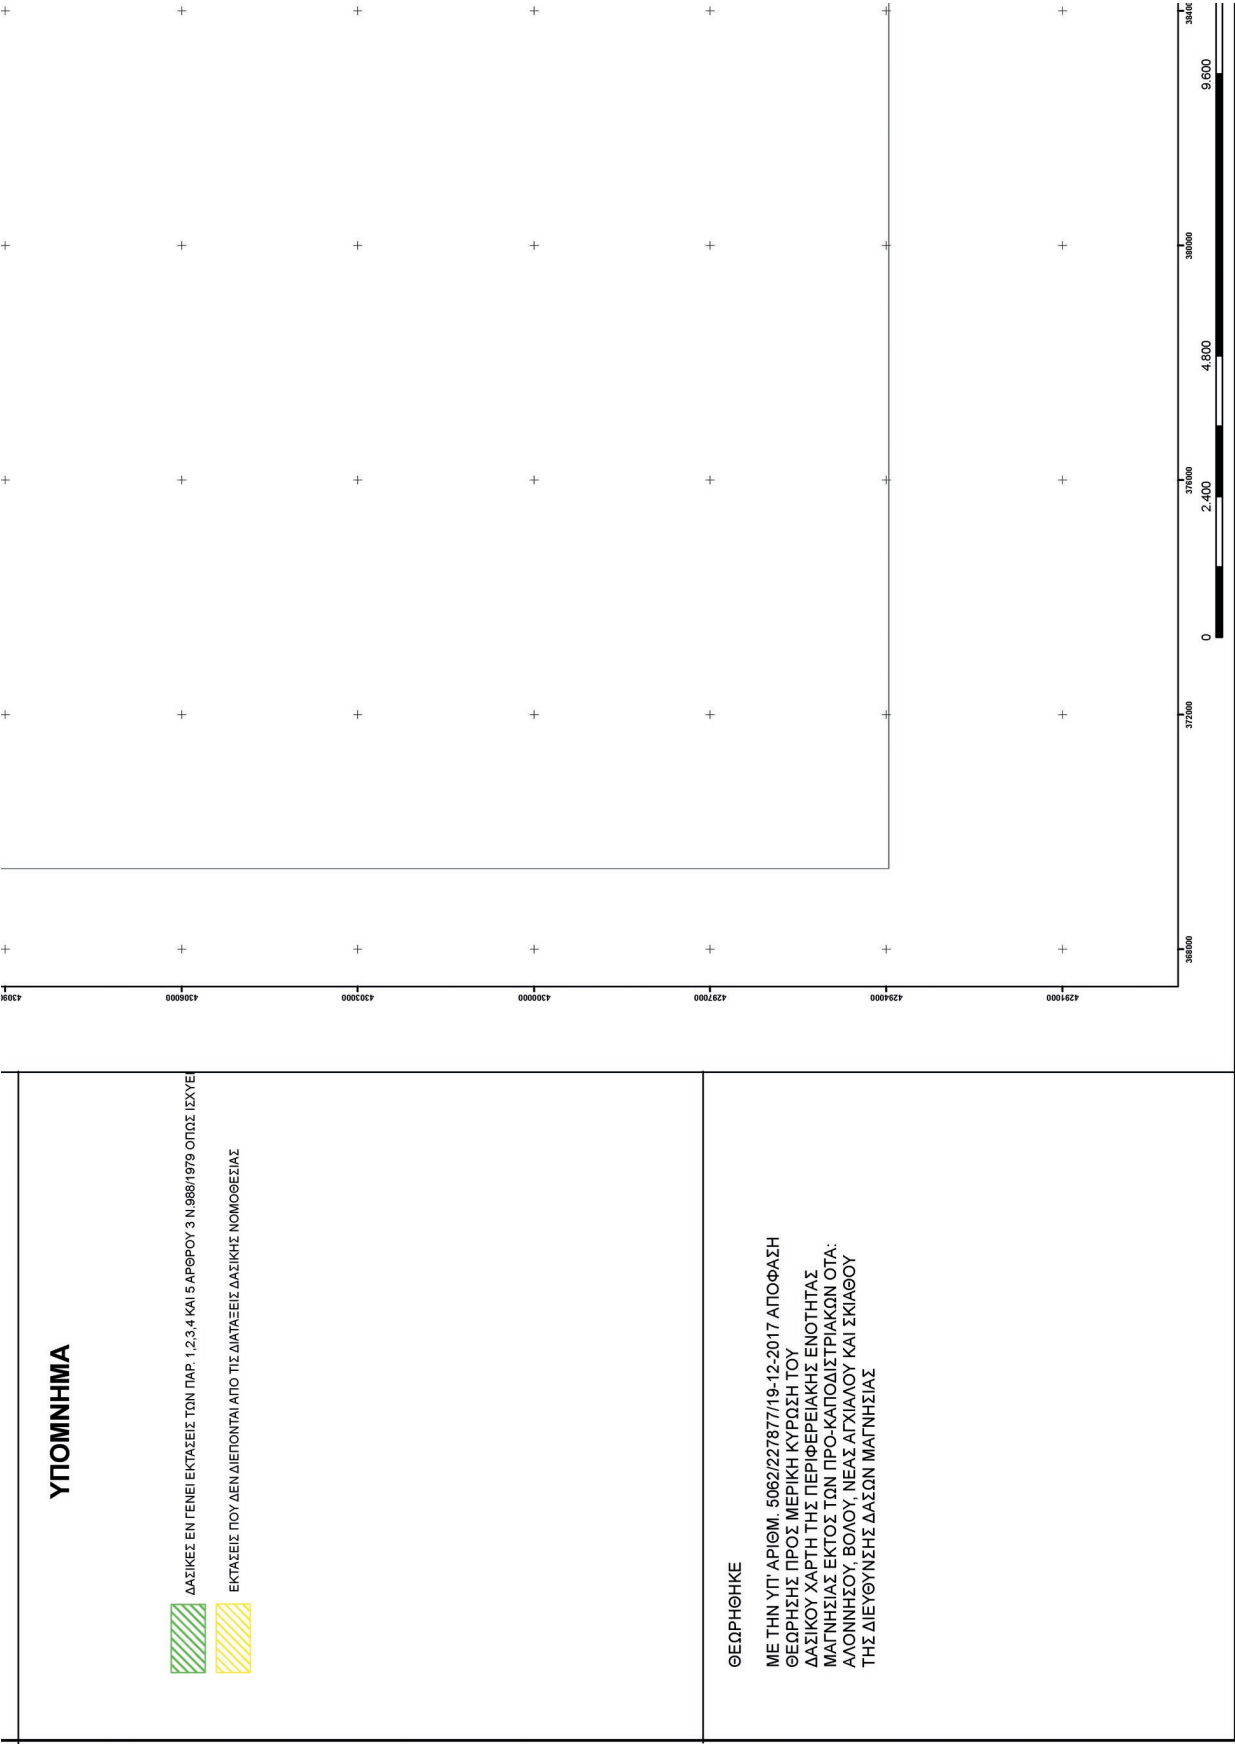 ΥΠΟΜΝΗΜΑ
ΔΑΣΙΚΕΣ ΕΝ ΓΕΝΕΙ ΕΚΤΑΣΕΙΣ ΤΩΝ ΠΑΡ. 1,2,3,4 ΚΑΙ 5 ΑΡΘΡΟΥ 3 Ν.988/1979 ΟΠΩΣ ΙΣΧΥΕΙ
ΕΚΤΑΣΕΙΣ ΠΟΥ ΔΕΝ ΔΙΕΠΟΝΤΑΙ ΑΠΟ ΤΙΣ ΔΙΑΤΑΞΕΙΣ ΔΑΣΙΚΗΣ ΝΟΜΟΘΕΣΙΑΣ
ΘΕΩΡΗΘΗΚΕ
ΜΕ ΤΗΝ ΥΠ' ΑΡΙΘΜ. 5062/227877/19-12-2017 ΑΠΟΦΑΣΗ
ΘΕΩΡΗΣΗΣ ΠΡΟΣ ΜΕΡΙΚΗ ΚΥΡΩΣΗ ΤΟΥ
ΔΑΣΙΚΟΥ ΧΑΡΤΗ ΤΗΣ ΠΕΡΙΦΕΡΕΙΑΚΗΣ ΕΝΟΤΗΤΑΣ
ΜΑΓΝΗΣΙΑΣ ΕΚΤΟΣ ΤΩΝ ΠΡΟ-ΚΑΠΟΔΙΣΤΡΙΑΚΩΝ ΟΤΑ:
ΑΛΟΝΝΗΣΟΥ, ΒΟΛΟΥ, ΝΕΑΣ ΑΓΧΙΑΛΟΥ ΚΑΙ ΣΚΙΑΘΟΥ
ΤΗΣ ΔΙΕΥΘΥΝΣΗΣ ΔΑΣΩΝ ΜΑΓΝΗΣΙΑΣ
4306000
4303000
4300000
4297000
4294000
4291000
368000
372000
376000
380000
0
2.400
4.800
9.600